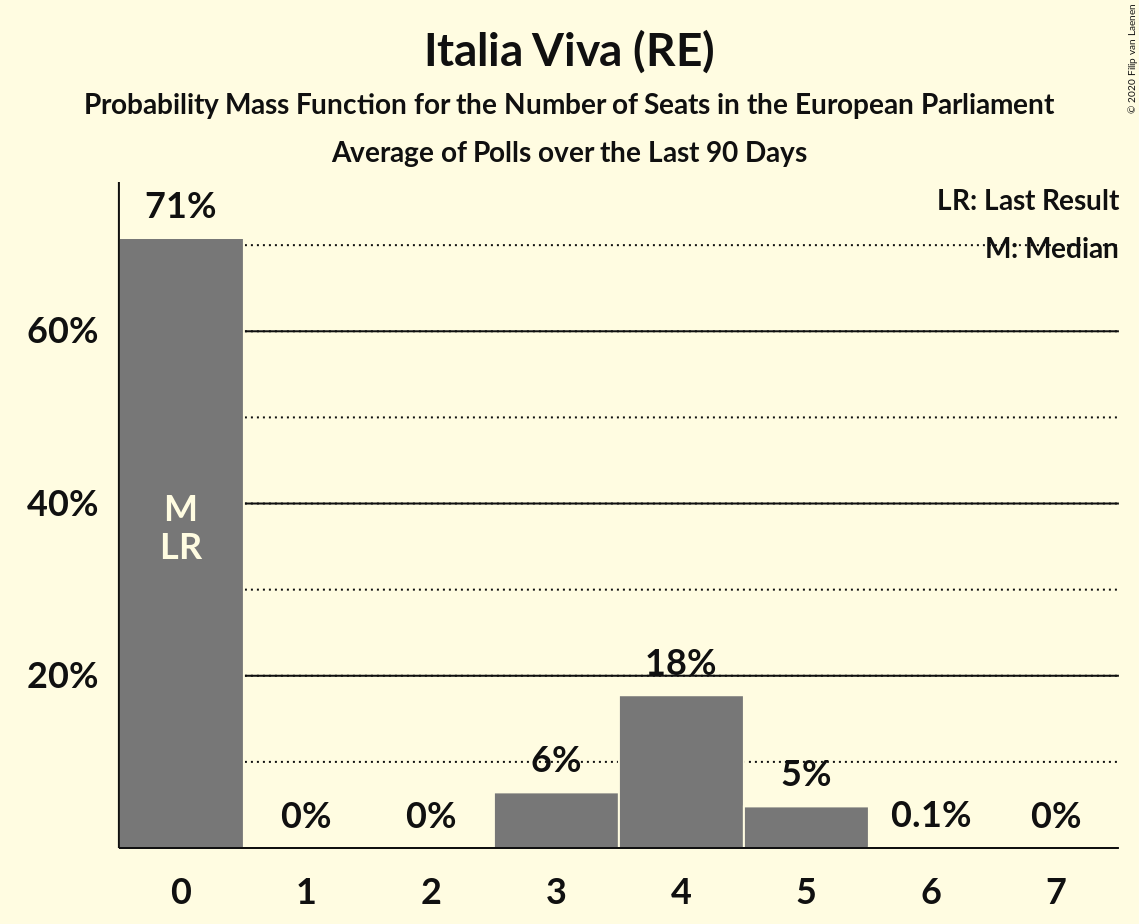 Italia Viva (RE)
Probability Mass Function for the Number of Seats in the European Parliament
Average of Polls over the Last 90 Days
© 2020 Filip van Laenen
LR: Last Result
M: Median
71%
60%
40%
20%
M
LR
0%
0%
6%
18%
5%
0.1%
0%
0 1 2 3 4 5 6 7